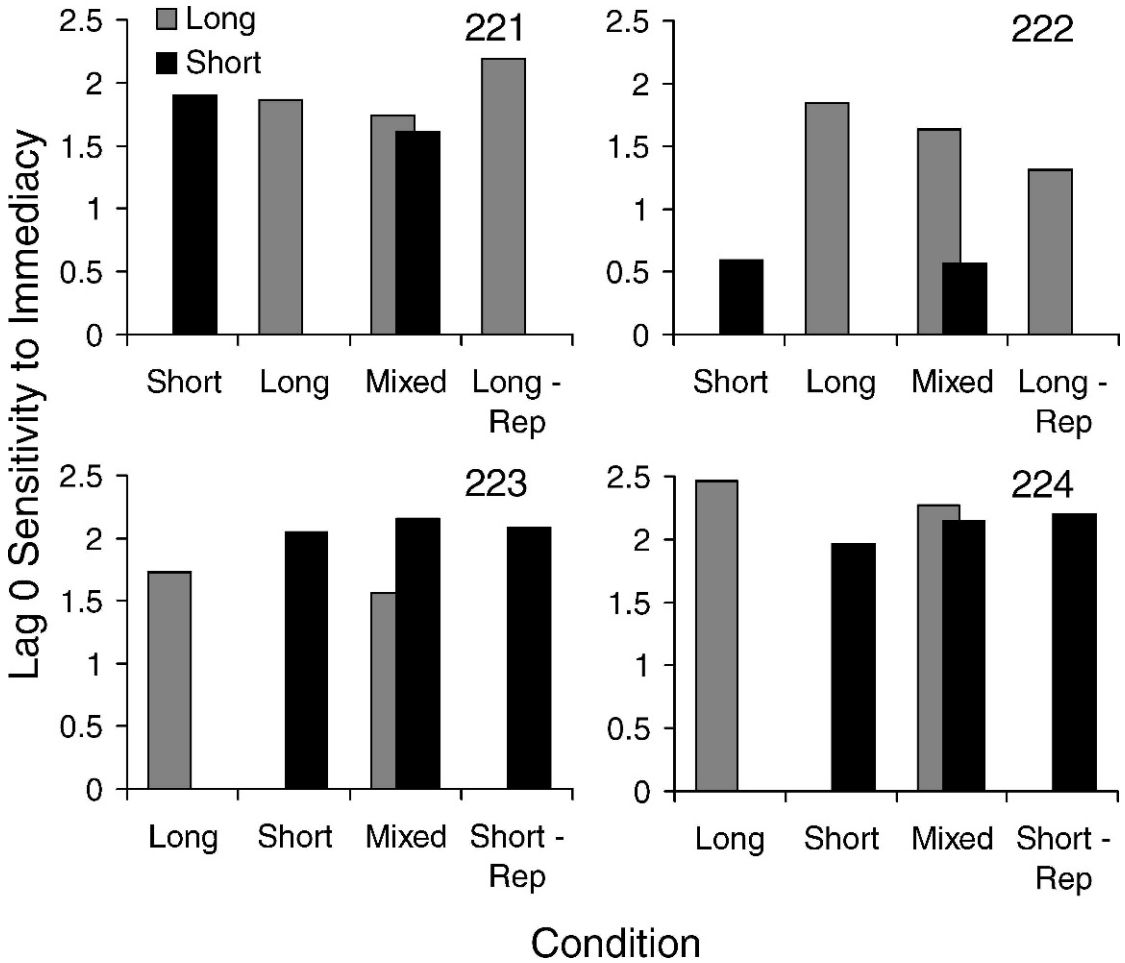 Lag 0 Sensitivity to Immediacy
Long
Short
221
2.5
2
1.5
1
0.5
0
Short Long Mixed Long -
Rep
222
2.5
2
1.5
1
0.5
0
Short Long Mixed Long -
Rep
223
2.5
2
1.5
1
0.5
0
Long Short Mixed Short -
Rep
224
2.5
2
1.5
1
0.5
0
Long Short Mixed Short -
Rep
Condition